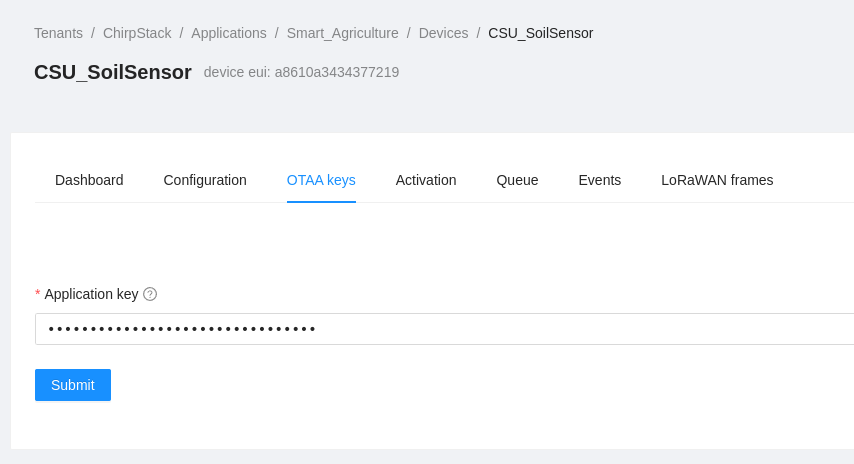 Tenants / ChirpStack / Applications / Smart_Agriculture / Devices / CSU_SoilSensor
CSU_SoilSensor device eui: a8610a3434377219
Dashboard Configuration OTAA keys Activation Queue Events LoRaWAN frames
* Application key ?
••••••••••••••••••••••••••••••••
Submit